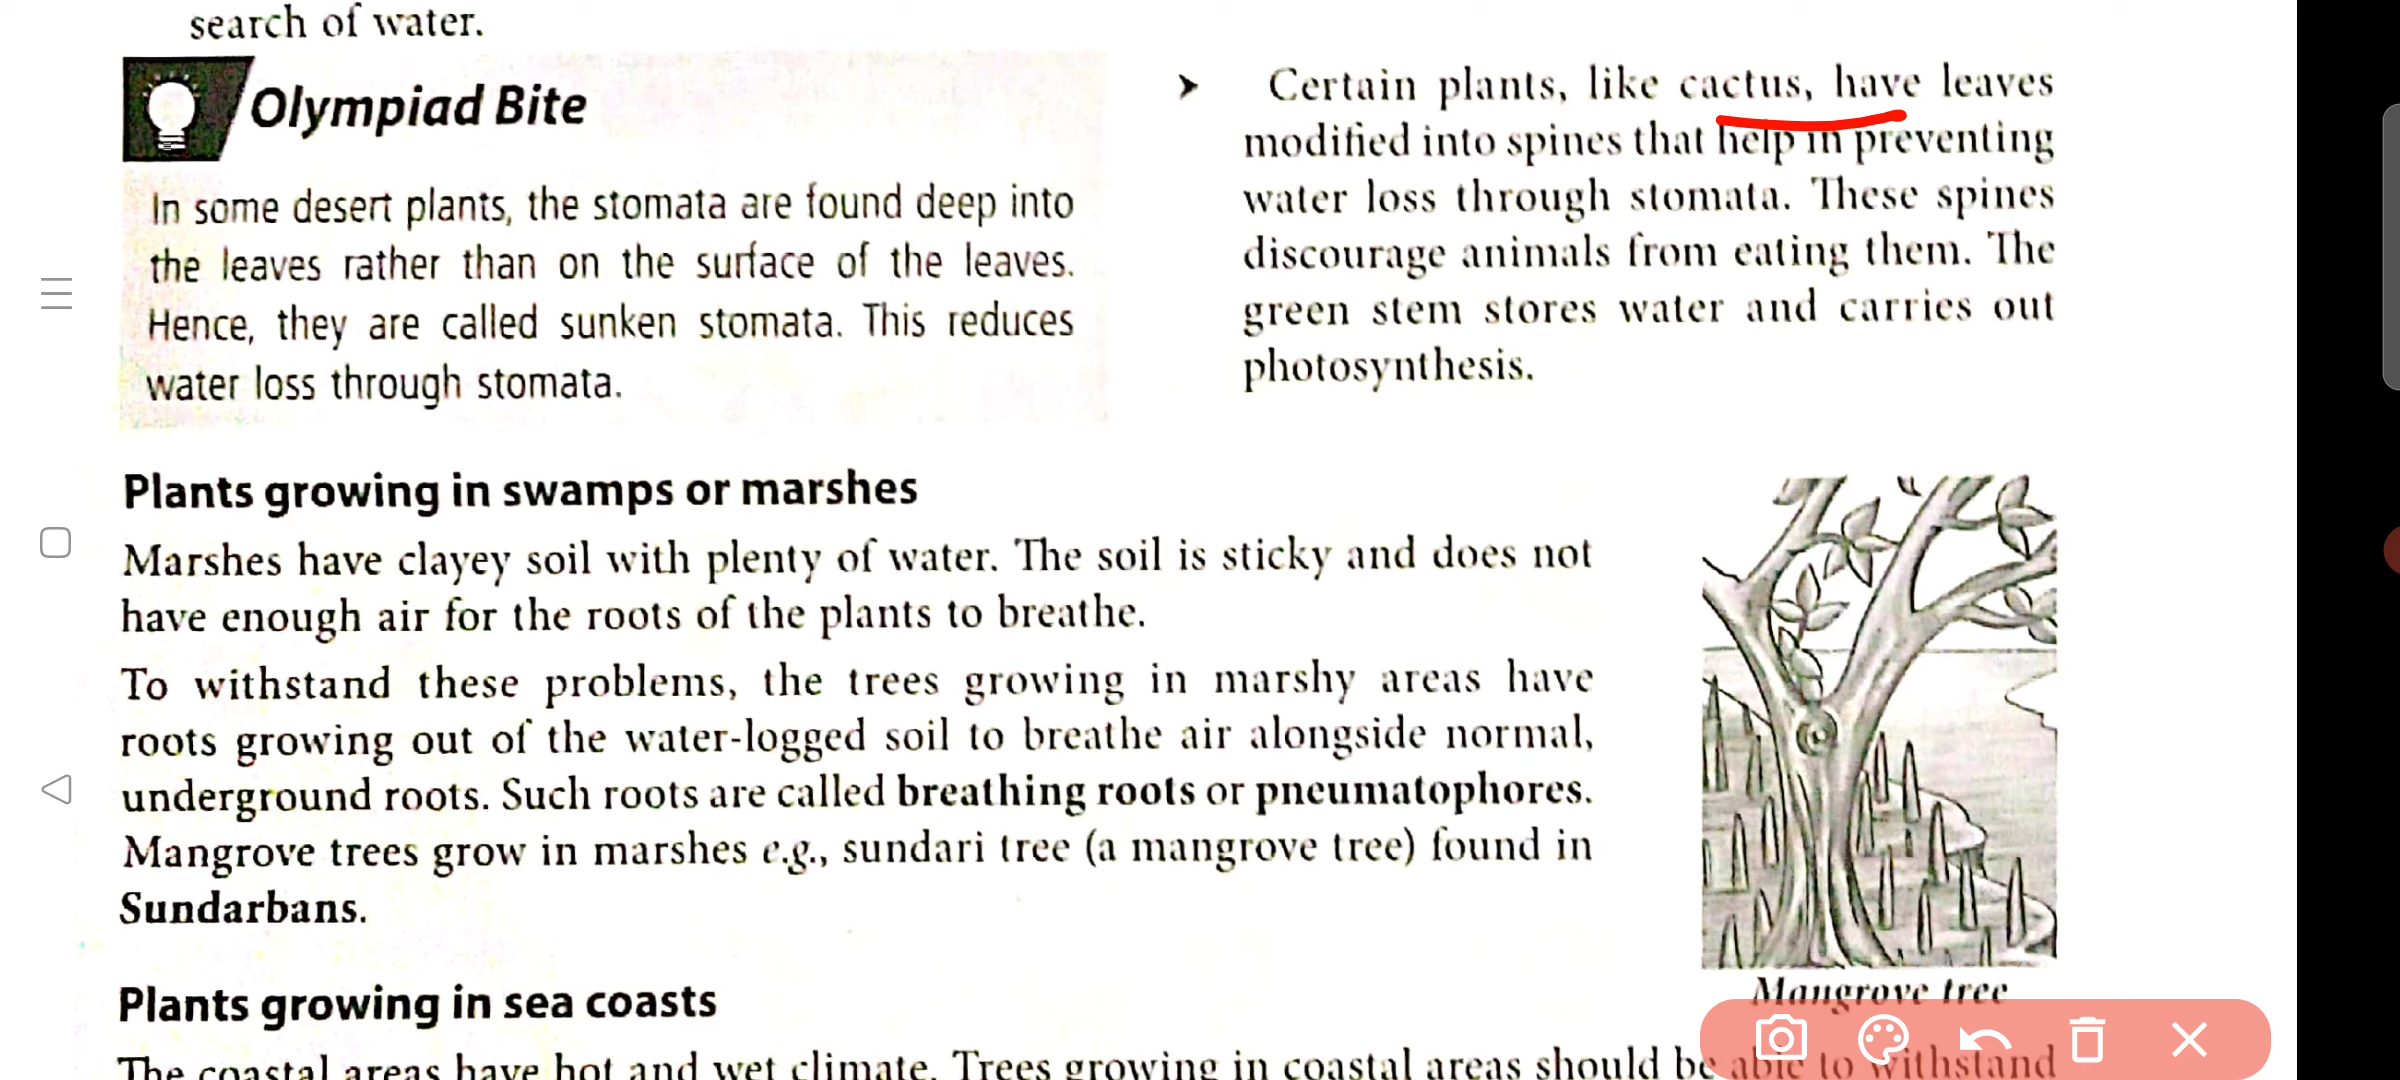 search of water.
Olympiad Bite
In some desert plants, the stomata are found deep into
the leaves rather than on the surface of the leaves.
Hence, they are called sunken stomata. This reduces
water loss through stomata.
➤ Certain plants, like cactus, have leaves
modified into spines that help in preventing
water loss through stomata. These spines
discourage animals from eating them. The
green stem stores water and carries out
photosynthesis.
Plants growing in swamps or marshes
Marshes have clayey soil with plenty of water. The soil is sticky and does not
have enough air for the roots of the plants to breathe.
To withstand these problems, the trees growing in marshy areas have
roots growing out of the water-logged soil to breathe air alongside normal,
underground roots. Such roots are called breathing roots or pneumatophores.
Mangrove trees grow in marshes e.g., sundari tree (a mangrove tree) found in
Sundarbans.
Mangrove tree
Plants growing in sea coasts
The coastal areas have hot and wet climate. Trees growing in coastal areas should be able to withstand